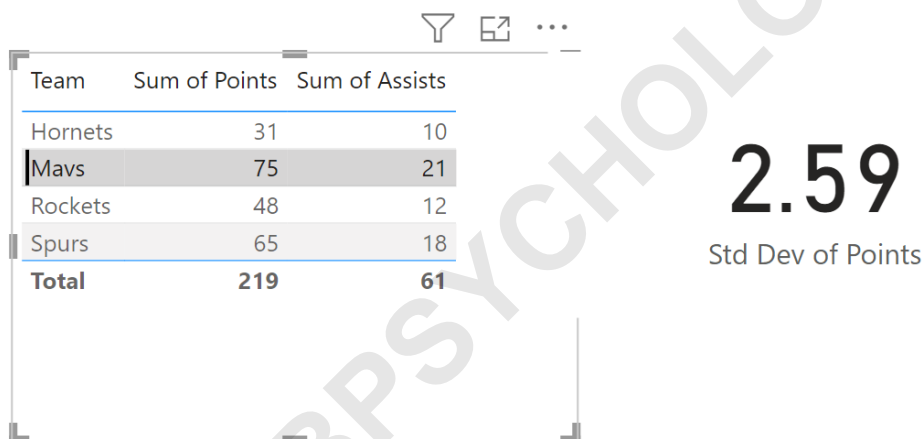 Team Sum of Points Sum of Assists
Hornets 31 10
Mavs 75 21
Rockets 48 12
Spurs 65 18
Total 219 61
2.59
Std Dev of Points
BPSYCHOLO